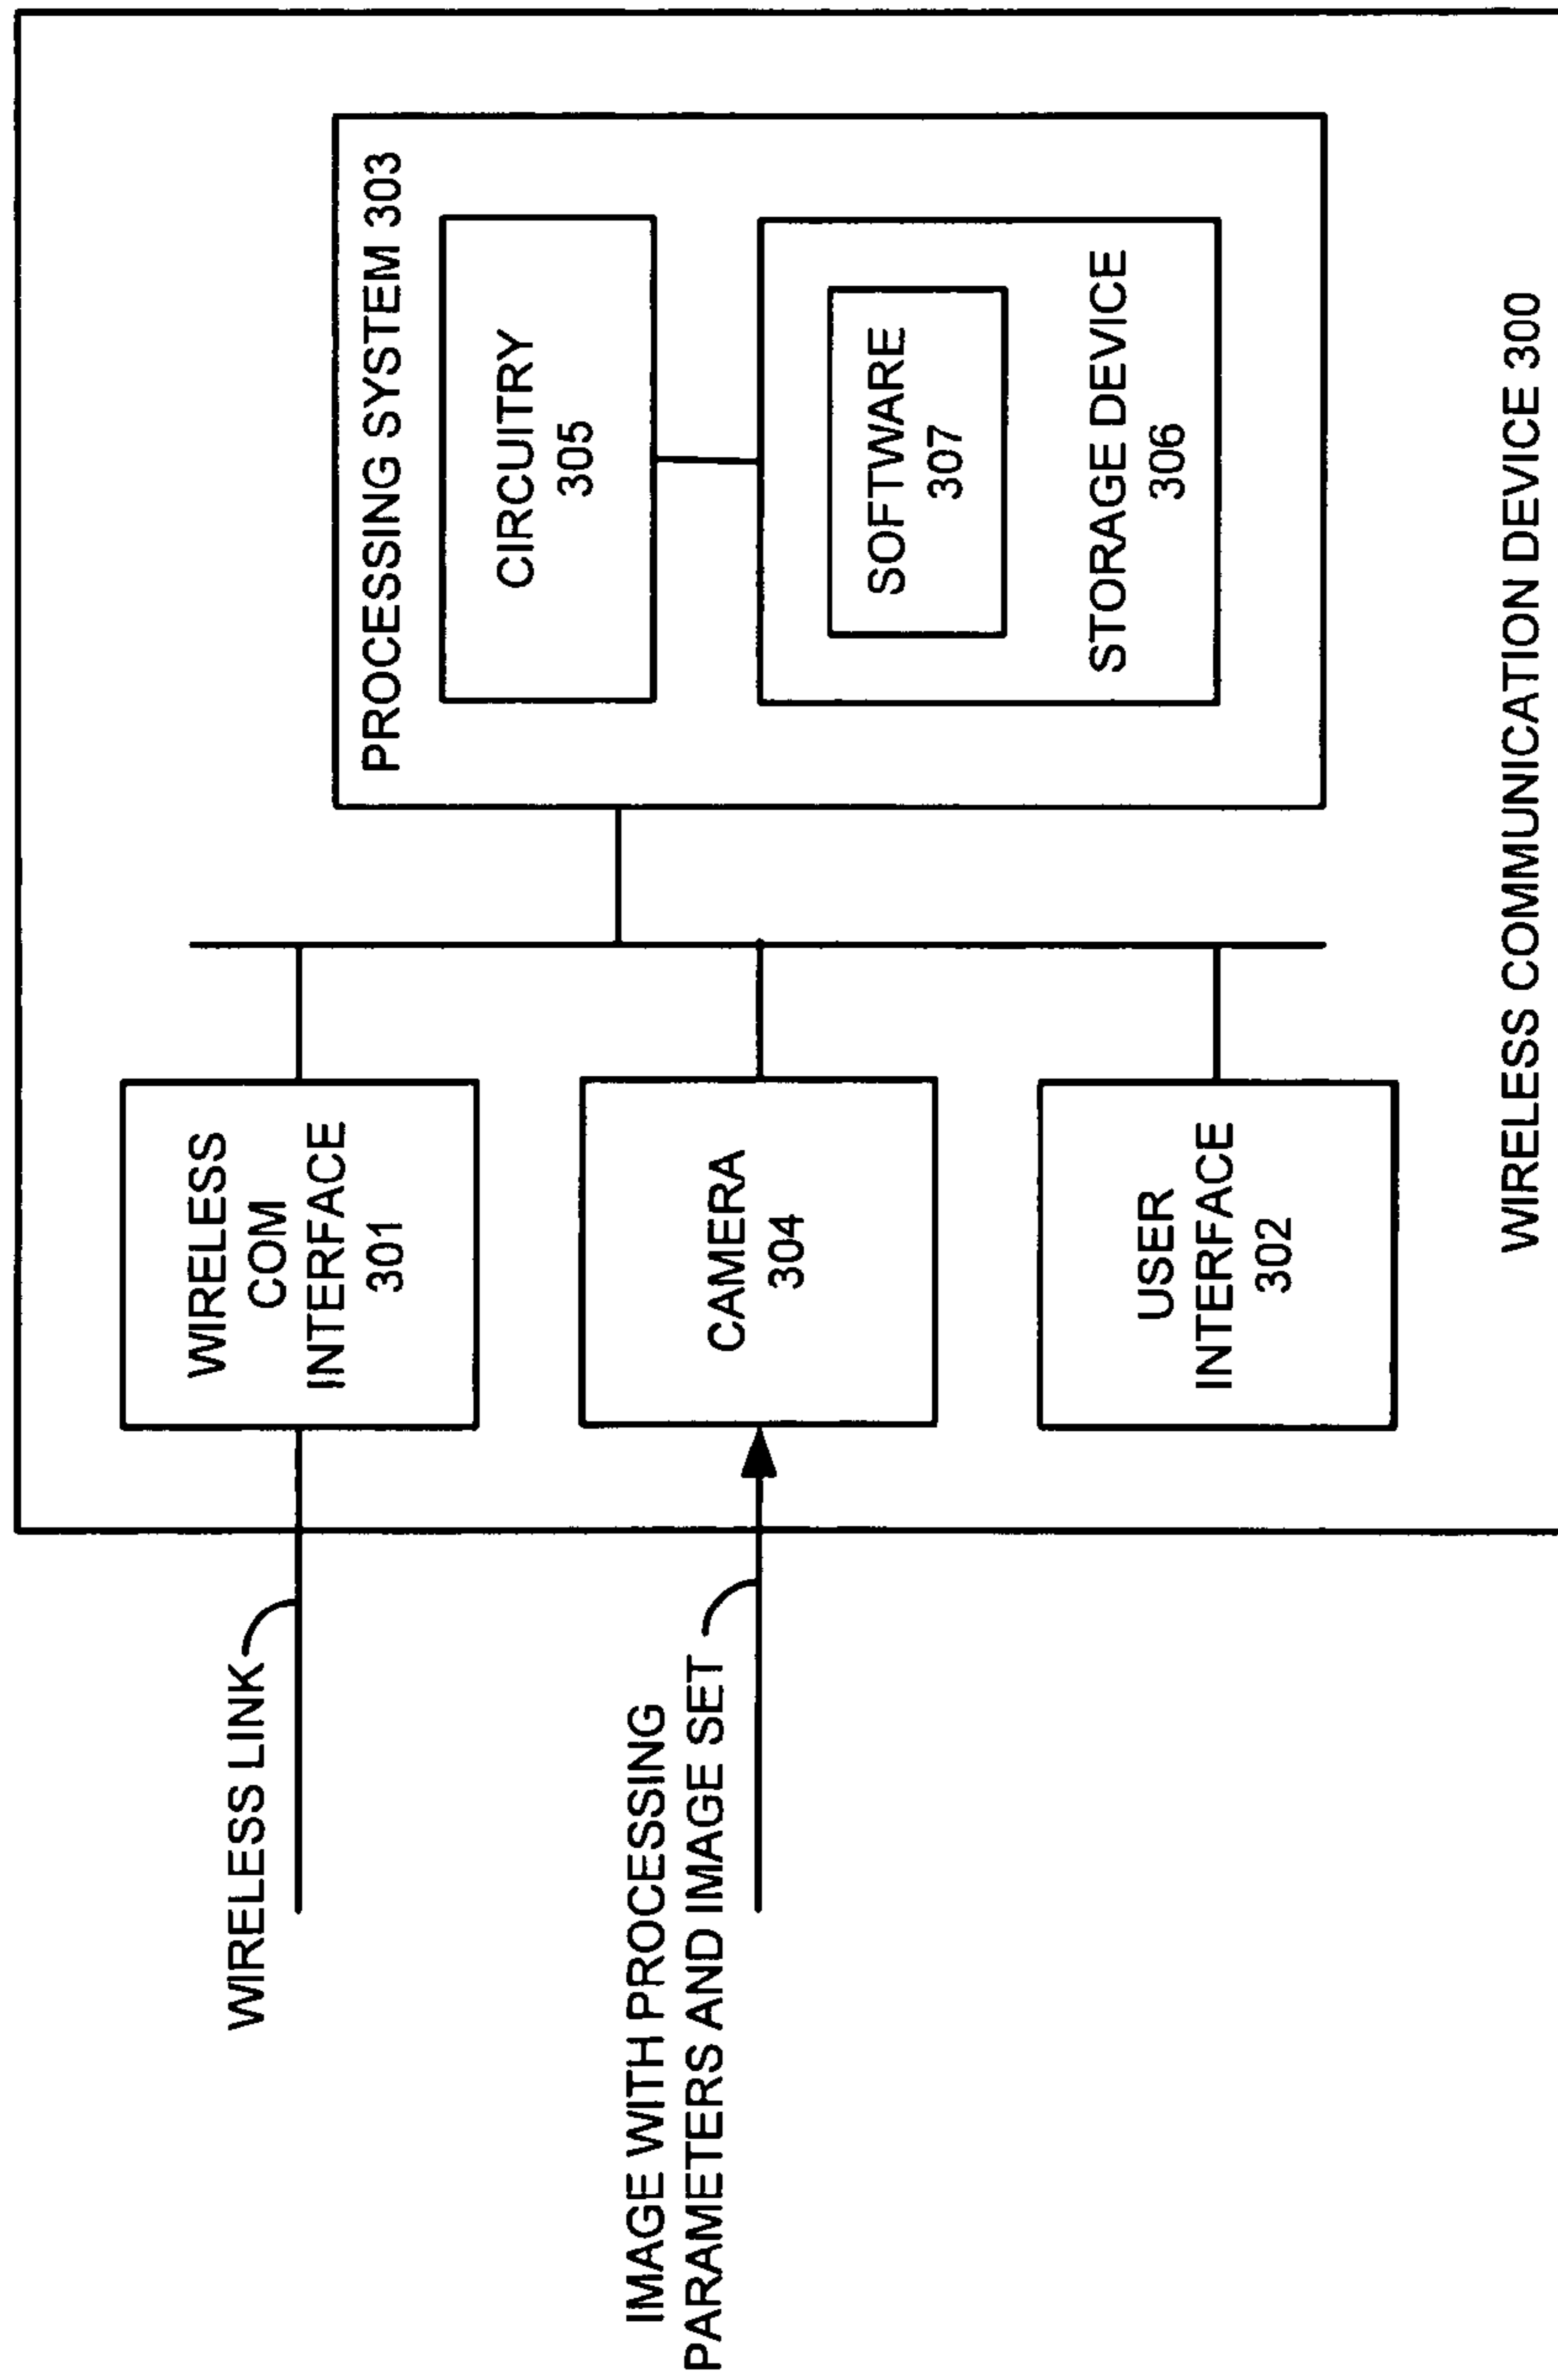 WIRELESS LINK
IMAGE WITH PROCESSING
PARAMETERS AND IMAGE SET
WIRELESS
COM
INTERFACE
301
CAMERA
304
USER
INTERFACE
302
PROCESSING SYSTEM 303
CIRCUITRY
305
SOFTWARE
307
STORAGE DEVICE
306
WIRELESS COMMUNICATION DEVICE 300